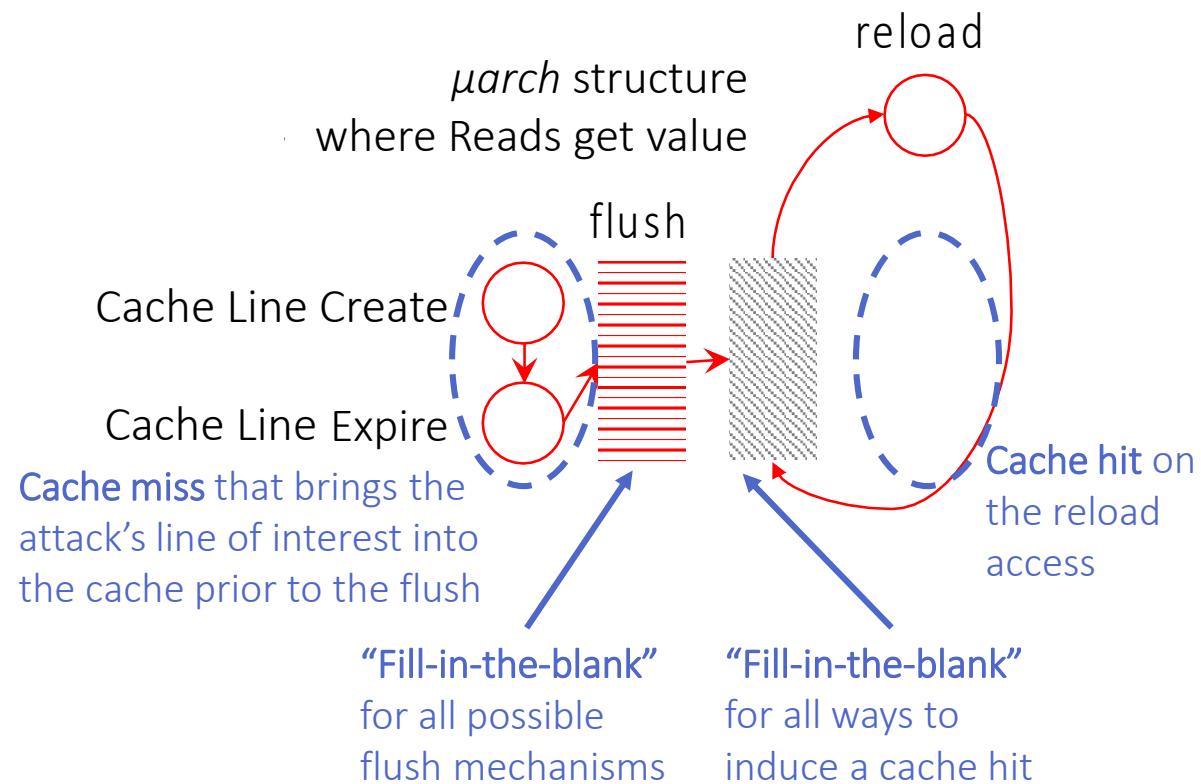 reload
µarch structure
where Reads get value
flush
Cache Line Create
Cache Line Expire
Cache miss that brings the
attack’s line of interest into
the cache prior to the flush
Cache hit on
the reload
access
“Fill-in-the-blank”
for all possible
flush mechanisms
“Fill-in-the-blank”
for all ways to
induce a cache hit